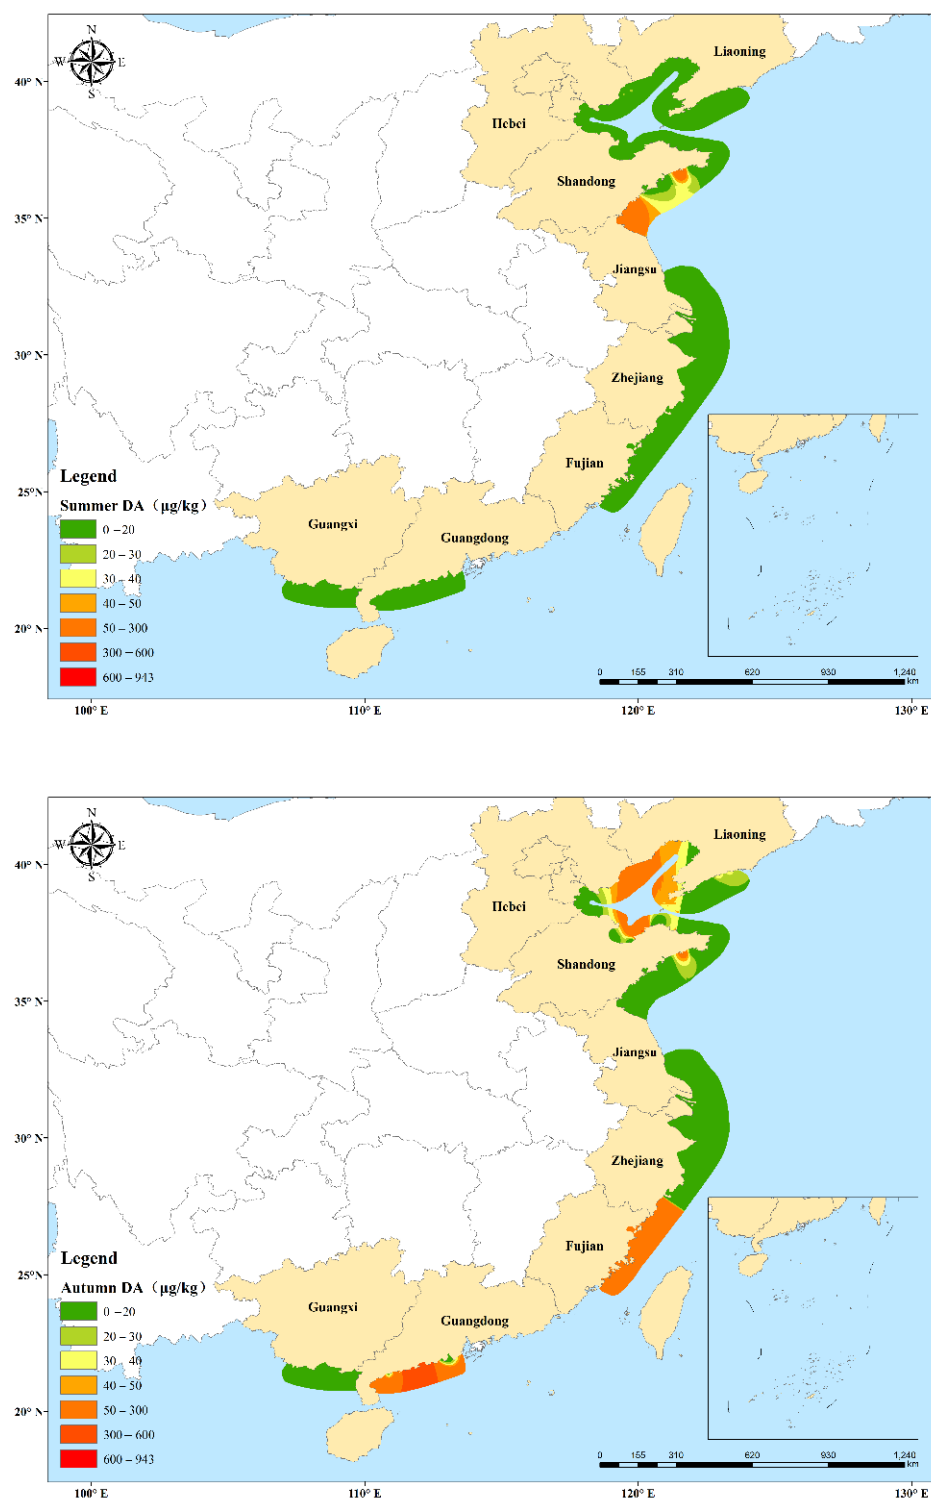 N
W E
S
Liaoning
40° N
Hebei
Shandong
35° N
Jiangsu
30° N
Zhejiang
Fujian
Legend
25° N
Summer DA（μg/kg）
0 – 20
Guangxi
Guangdong
20 – 30
30 – 40
40 – 50
50 – 300
20° N
300 – 600
600 – 943
0 155 310 620 930 1,240
km
100° E 110° E 120° E 130° E
N
W E
S
Liaoning
40° N
Hebei
Shandong
35° N
Jiangsu
30° N
Zhejiang
Fujian
Legend
25° N
Autumn DA（μg/kg）
0 – 20
Guangxi
Guangdong
20 – 30
30 – 40
40 – 50
50 – 300
20° N
300 – 600
600 – 943
0 155 310 620 930 1,240
km
100° E 110° E 120° E 130° E